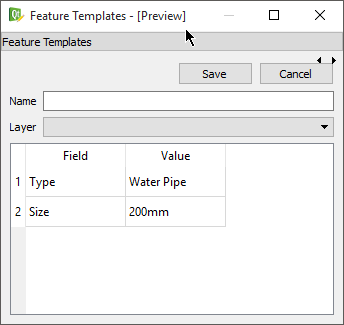 Feature Templates - [Preview]
Feature Templates
Save Cancel
Name
Layer
Field Value
1 Type Water Pipe
2 Size 200mm